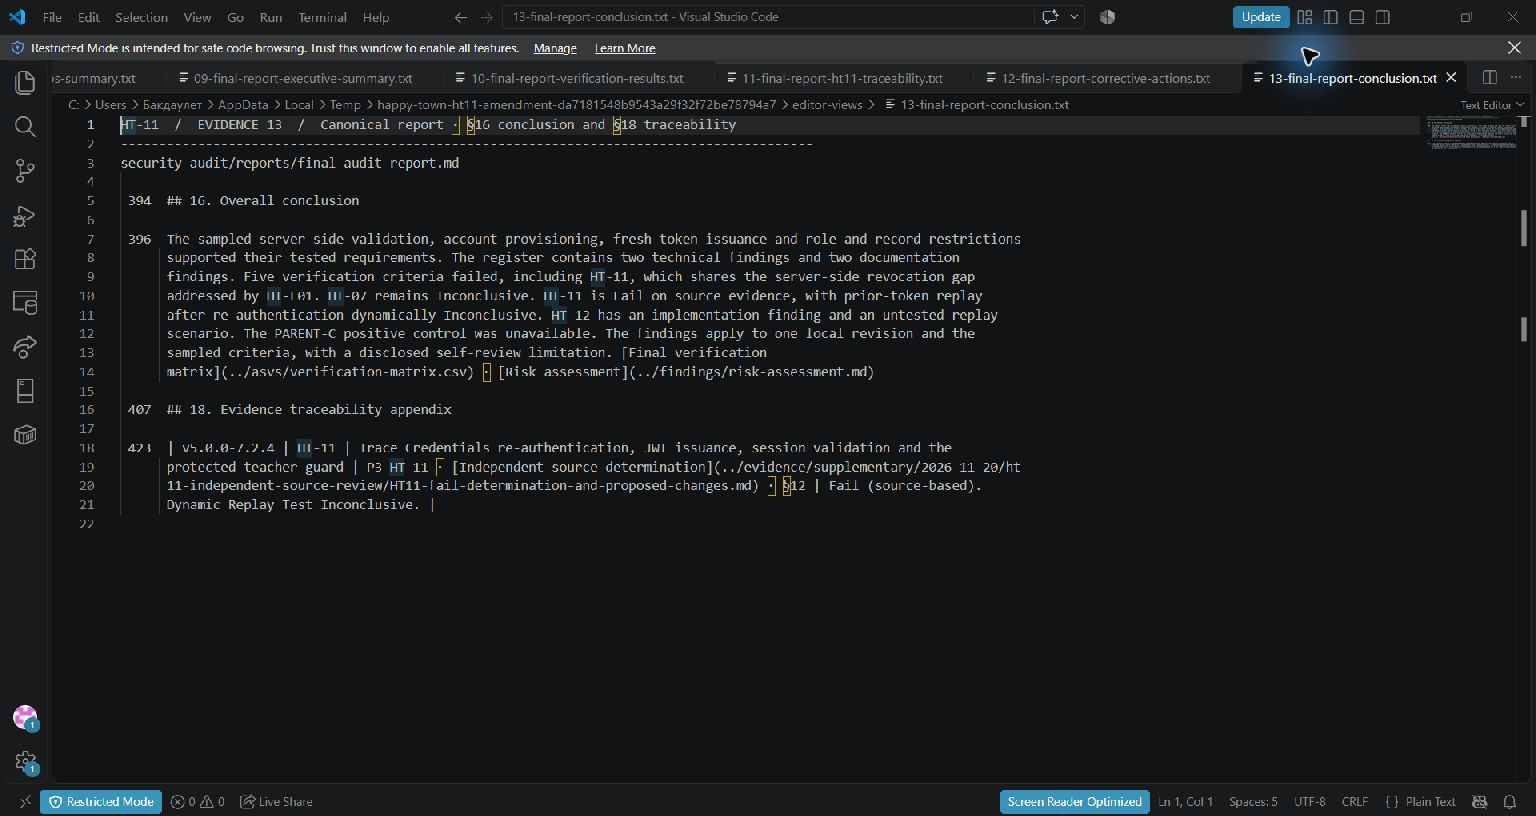 File Edit Selection View Go Run Terminal Help
13-final-report-conclusion.txt - Visual Studio Code
Update
Restricted Mode is intended for safe code browsing. Trust this window to enable all features. Manage Learn More
s-summary.txt 09-final-report-executive-summary.txt 10-final-report-verification-results.txt 11-final-report-ht11-traceability.txt 12-final-report-corrective-actions.txt 13-final-report-conclusion.txt
C: > Users > Бакдаулет > AppData > Local > Temp > happy-town-ht11-amendment-da7181548b9543a29f32f72be78794a7 > editor-views > 13-final-report-conclusion.txt Text Editor
1 HT-11 / EVIDENCE 13 / Canonical report · §16 conclusion and §18 traceability
2 --------------------------------------------------------------------------------
3 security audit/reports/final audit report.md
4
5 394 ## 16. Overall conclusion
6
7 396 The sampled server side validation, account provisioning, fresh token issuance and role and record restrictions
8 supported their tested requirements. The register contains two technical findings and two documentation
9 findings. Five verification criteria failed, including HT-11, which shares the server-side revocation gap
10 addressed by HT-F01. HT-07 remains Inconclusive. HT-11 is Fail on source evidence, with prior-token replay
11 after re authentication dynamically Inconclusive. HT 12 has an implementation finding and an untested replay
12 scenario. The PARENT-C positive control was unavailable. The findings apply to one local revision and the
13 sampled criteria, with a disclosed self-review limitation. [Final verification
14 matrix](../asvs/verification-matrix.csv) · [Risk assessment](../findings/risk-assessment.md)
15
16 407 ## 18. Evidence traceability appendix
17
18 423 | v5.0.0-7.2.4 | HT-11 | Trace Credentials re-authentication, JWT issuance, session validation and the
19 protected teacher guard | P3 HT 11 · [Independent source determination](../evidence/supplementary/2026 11 20/ht
20 11-independent-source-review/HT11-fail-determination-and-proposed-changes.md) · §12 | Fail (source-based).
21 Dynamic Replay Test Inconclusive. |
22
1
1
Restricted Mode 0 0 Live Share Screen Reader Optimized Ln 1, Col 1 Spaces: 5 UTF-8 CRLF { } Plain Text